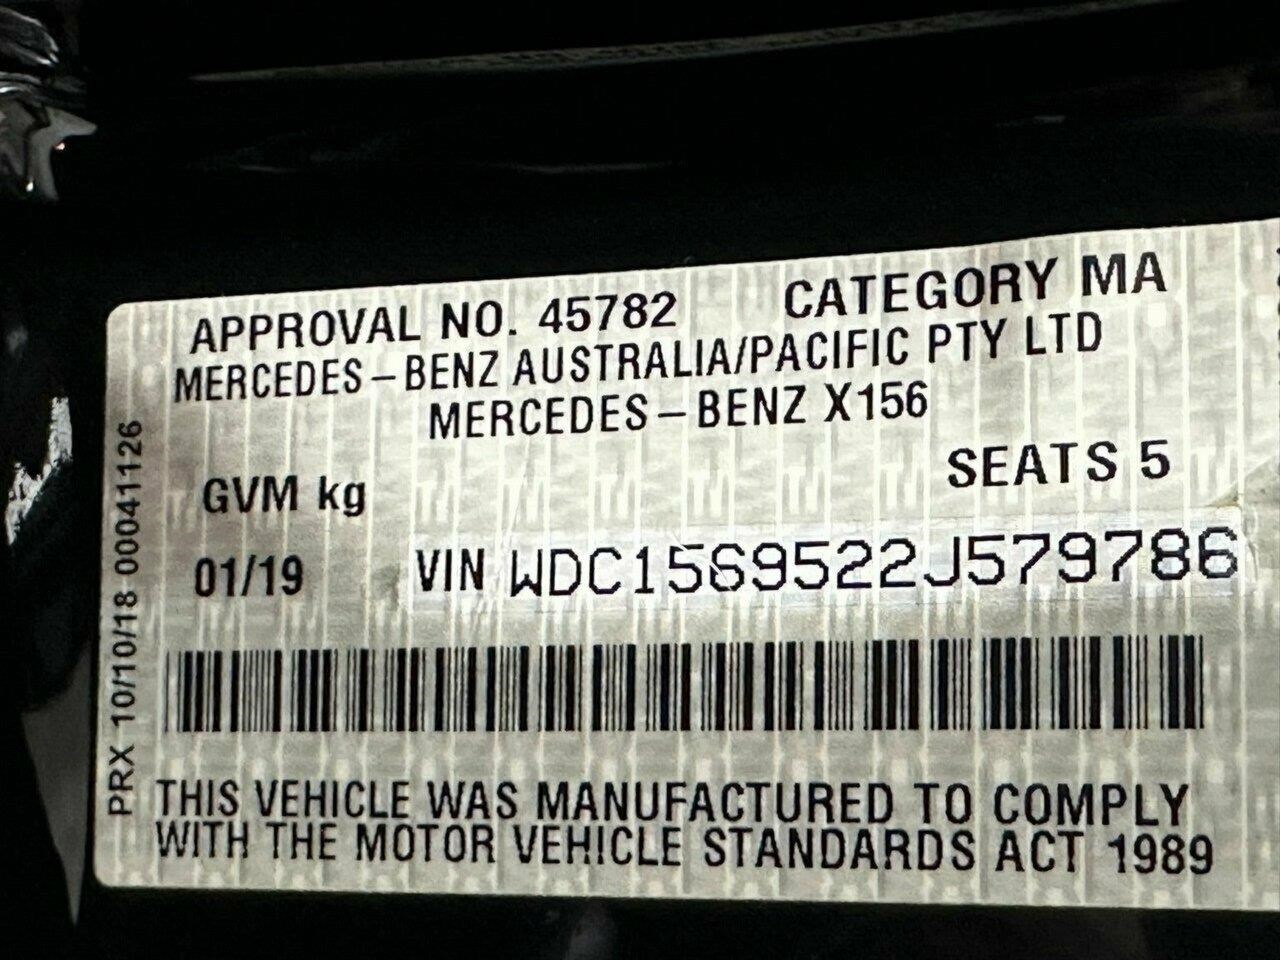 APPROVAL NO. 45782 CATEGORY MA
MERCEDES-BENZ AUSTRALIA/PACIFIC PTY LTD
MERCEDES-BENZ X156
GVM kg SEATS 5
01/19 VIN WDC1569522J579786
THIS VEHICLE WAS MANUFACTURED TO COMPLY
WITH THE MOTOR VEHICLE STANDARDS ACT 1989
PRX 10/10/18 00041126